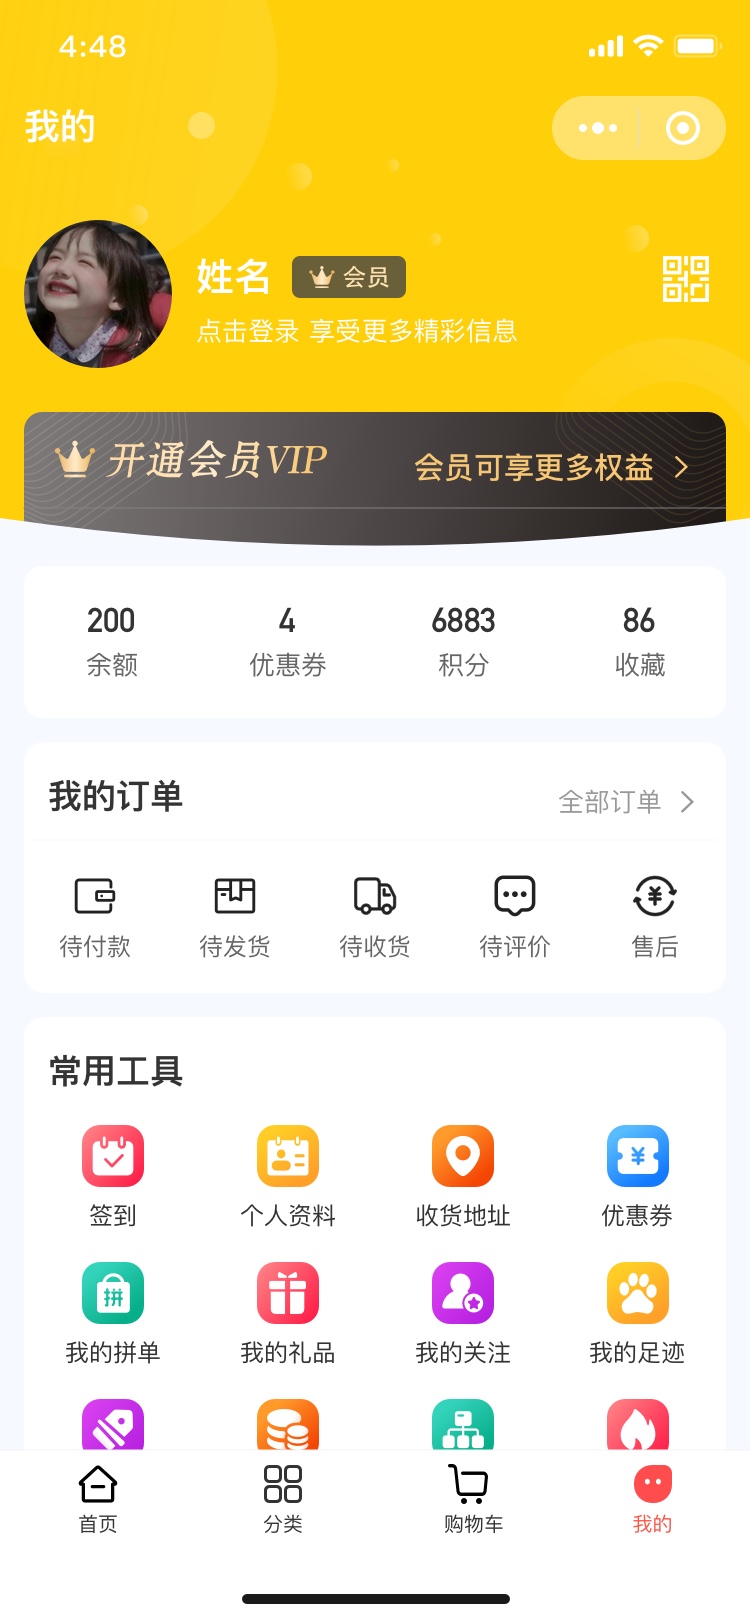 4:48
我的
姓名 会员
点击登录 享受更多精彩信息
开通会员VIP 会员可享更多权益
200 4 6883 86
余额 优惠券 积分 收藏
我的订单 全部订单
待付款 待发货 待收货 待评价 售后
常用工具
签到 个人资料 收货地址 优惠券
拼
我的拼单 我的礼品 我的关注 我的足迹
首页 分类 购物车 我的